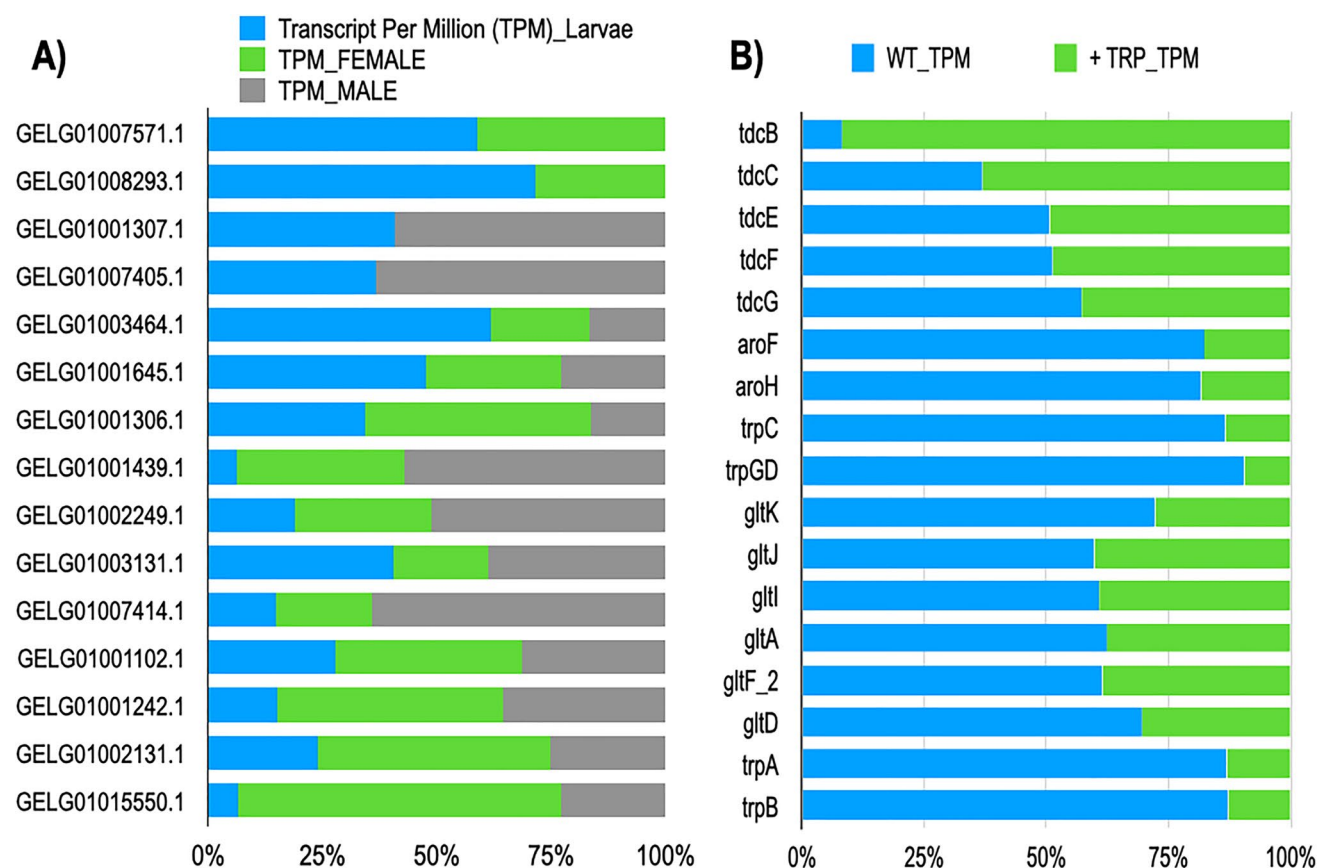 A)
Transcript Per Million (TPM)_Larvae
TPM_FEMALE
TPM_MALE
GELG01007571.1
GELG01008293.1
GELG01001307.1
GELG01007405.1
GELG01003464.1
GELG01001645.1
GELG01001306.1
GELG01001439.1
GELG01002249.1
GELG01003131.1
GELG01007414.1
GELG01001102.1
GELG01001242.1
GELG01002131.1
GELG01015550.1
0% 25% 50% 75% 100%
B)
WT_TPM + TRP_TPM
tdcB
tdcC
tdcE
tdcF
tdcG
aroF
aroH
trpC
trpGD
gltK
gltJ
gltI
gltA
gltF_2
gltD
trpA
trpB
0% 25% 50% 75% 100%